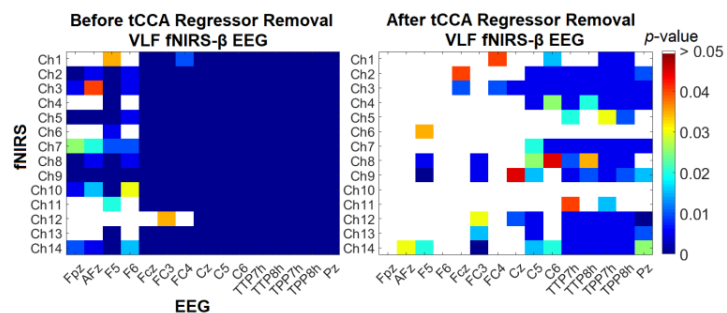 Before tCCA Regressor Removal
VLF fNIRS-β EEG
After tCCA Regressor Removal
VLF fNIRS-β EEG
p-value
fNIRS
Ch1
Ch2
Ch3
Ch4
Ch5
Ch6
Ch7
Ch8
Ch9
Ch10
Ch11
Ch12
Ch13
Ch14
Fpz
AFz
F5
F6
Fcz
FC3
FC4
Cz
C5
C6
TTP7h
TTP8h
TPP7h
TPP8h
Pz
EEG
Ch1
Ch2
Ch3
Ch4
Ch5
Ch6
Ch7
Ch8
Ch9
Ch10
Ch11
Ch12
Ch13
Ch14
Fpz
AFz
F5
F6
Fcz
FC3
FC4
Cz
C5
C6
TTP7h
TTP8h
TPP7h
TPP8h
Pz
> 0.05
0.04
0.03
0.02
0.01
0